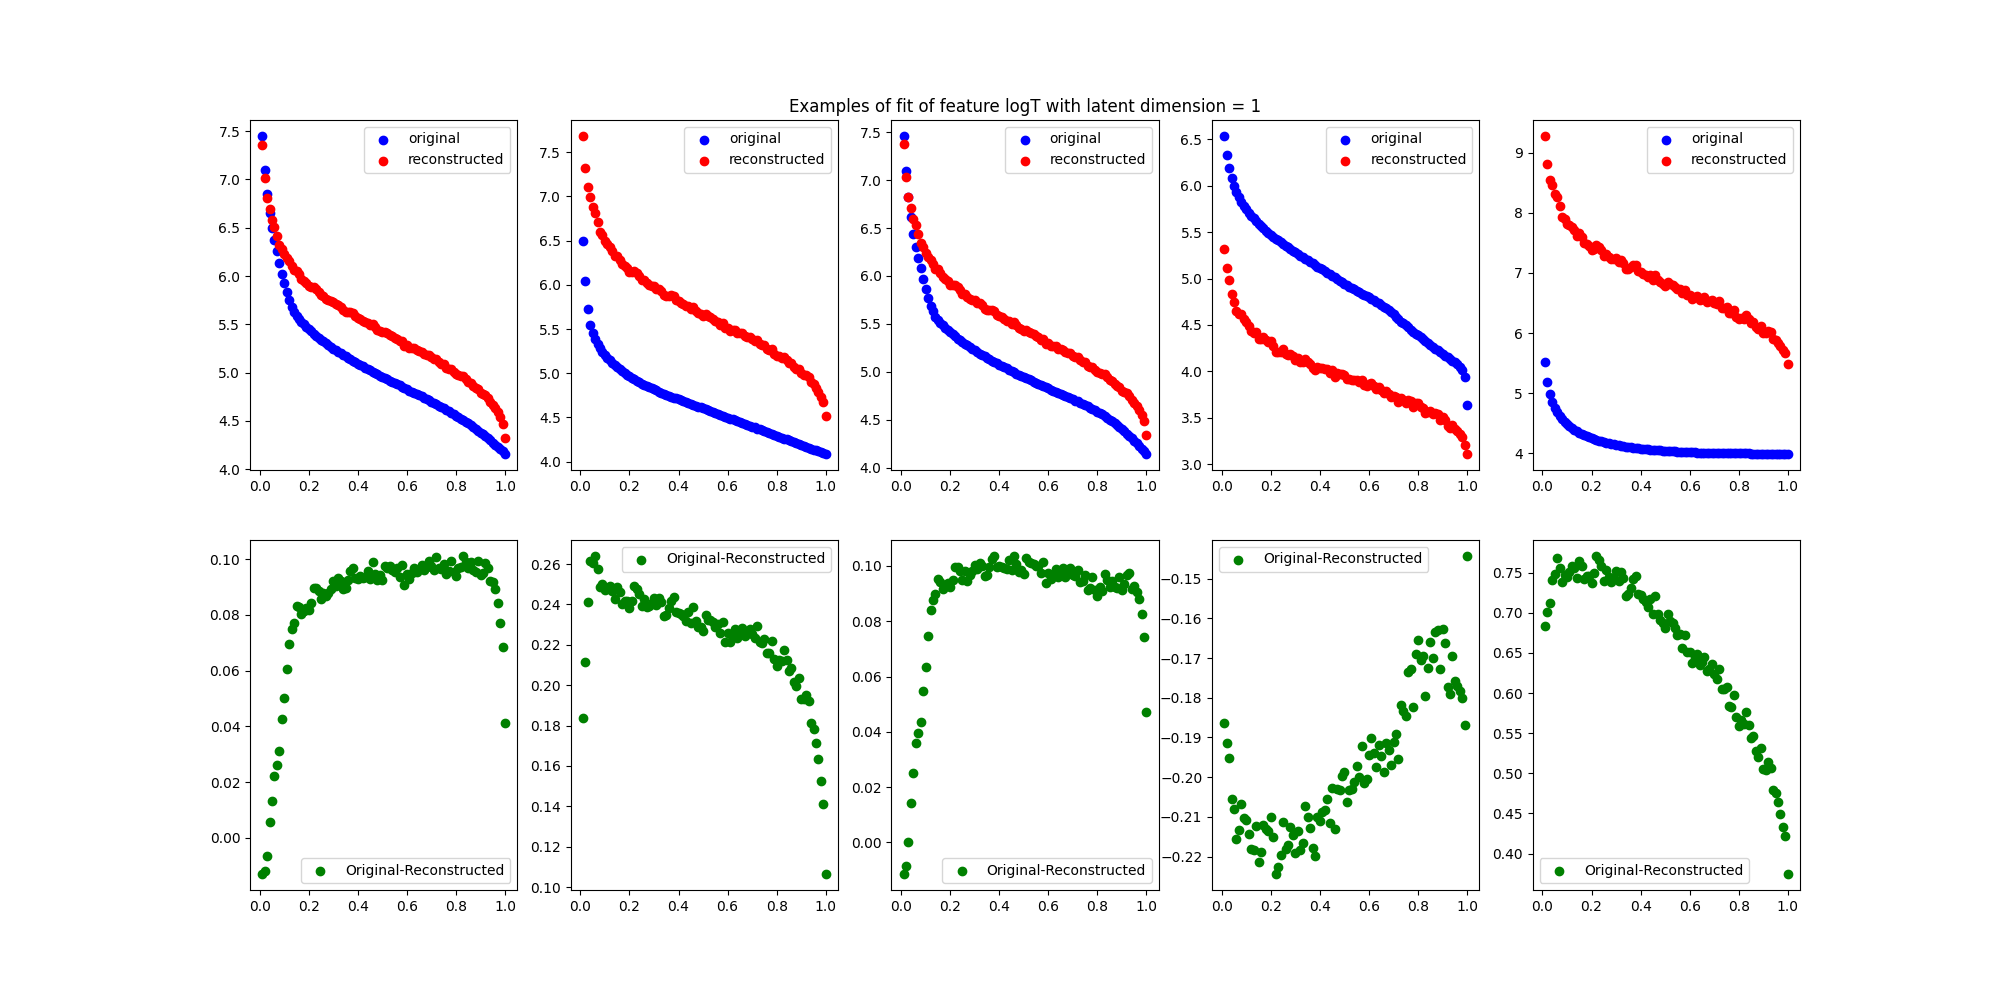 Examples of fit of feature logT with latent dimension = 1
original
reconstructed
7.5
7.0
6.5
6.0
5.5
5.0
4.5
4.0
0.0 0.2 0.4 0.6 0.8 1.0
original
reconstructed
7.5
7.0
6.5
6.0
5.5
5.0
4.5
4.0
0.0 0.2 0.4 0.6 0.8 1.0
original
reconstructed
7.5
7.0
6.5
6.0
5.5
5.0
4.5
4.0
0.0 0.2 0.4 0.6 0.8 1.0
original
reconstructed
6.5
6.0
5.5
5.0
4.5
4.0
3.5
3.0
0.0 0.2 0.4 0.6 0.8 1.0
original
reconstructed
9
8
7
6
5
4
0.0 0.2 0.4 0.6 0.8 1.0
0.10
0.08
0.06
0.04
0.02
0.00
Original-Reconstructed
0.0 0.2 0.4 0.6 0.8 1.0
Original-Reconstructed
0.26
0.24
0.22
0.20
0.18
0.16
0.14
0.12
0.10
0.0 0.2 0.4 0.6 0.8 1.0
0.10
0.08
0.06
0.04
0.02
0.00
Original-Reconstructed
0.0 0.2 0.4 0.6 0.8 1.0
Original-Reconstructed
−0.15
−0.16
−0.17
−0.18
−0.19
−0.20
−0.21
−0.22
0.0 0.2 0.4 0.6 0.8 1.0
0.75
0.70
0.65
0.60
0.55
0.50
0.45
0.40
Original-Reconstructed
0.0 0.2 0.4 0.6 0.8 1.0